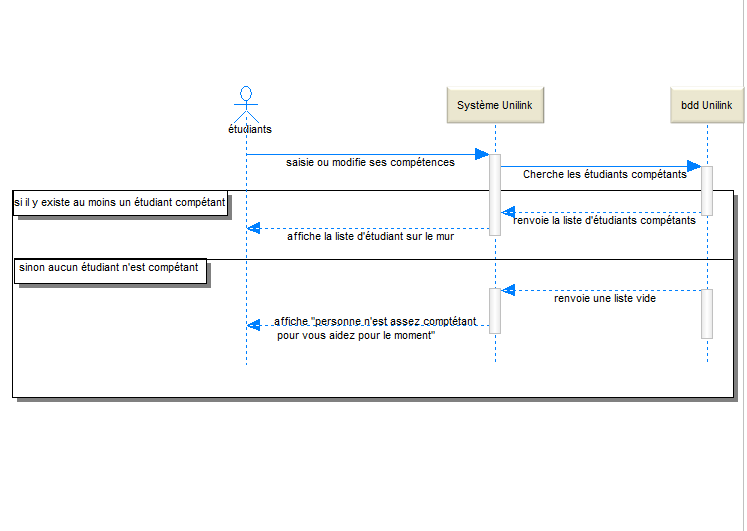 étudiants
Système Unilink
bdd Unilink
saisie ou modifie ses compétences
Cherche les étudiants compétants
si il y existe au moins un étudiant compétant
renvoie la liste d'étudiants compétants
affiche la liste d'étudiant sur le mur
sinon aucun étudiant n'est compétant
renvoie une liste vide
affiche "personne n'est assez comptétant
pour vous aidez pour le moment"